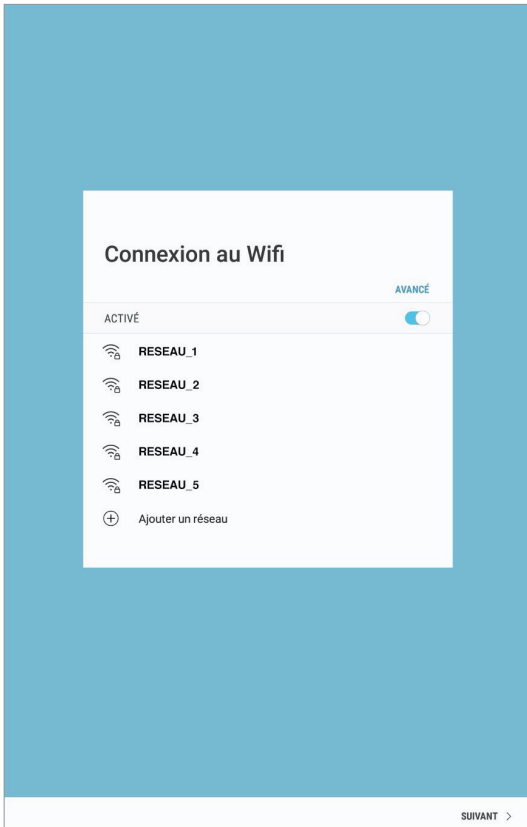 Connexion au Wifi
AVANCÉ
ACTIVÉ
RESEAU_1
RESEAU_2
RESEAU_3
RESEAU_4
RESEAU_5
Ajouter un réseau
SUIVANT >